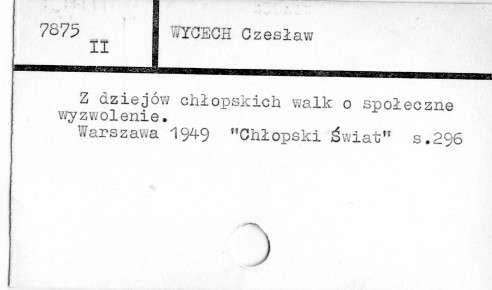 7875
II
WYCECH Czesław
Z dziejów chłopskich walk o społeczne
wyzwolenie.
Warszawa 1949 "Chłopski Świat" s.296